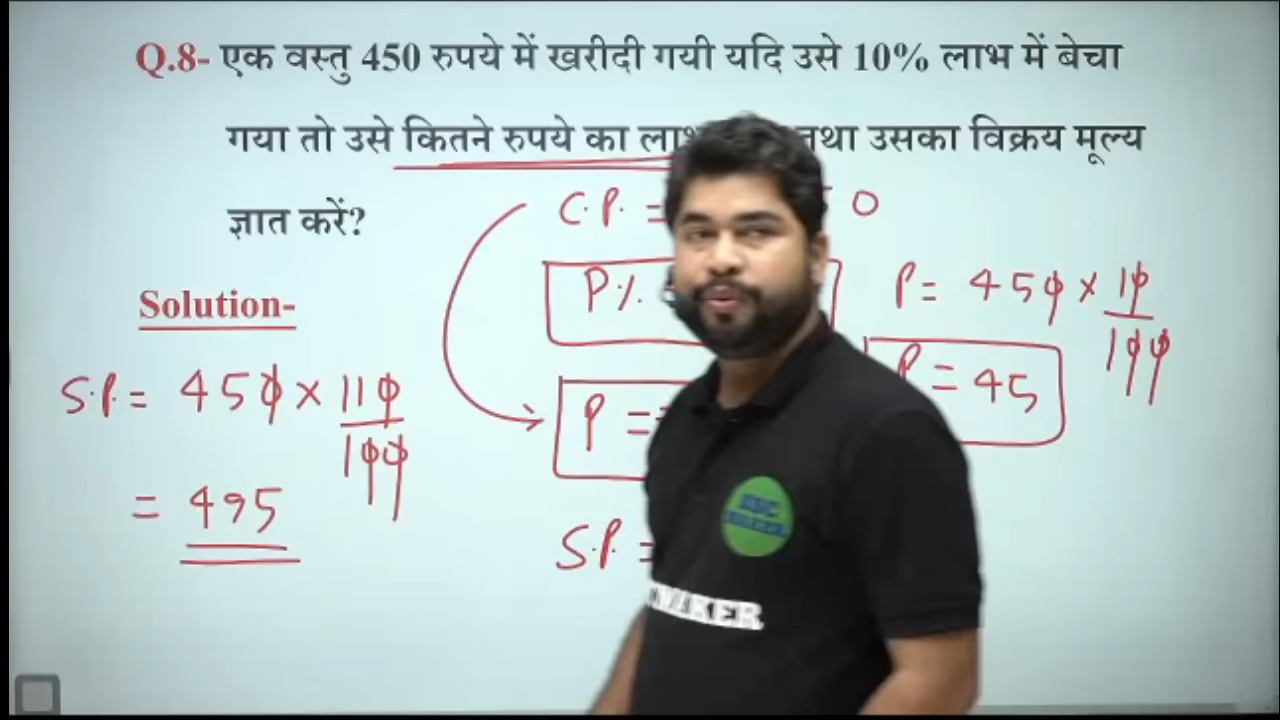 Q.8- एक वस्तु 450 रुपये में खरीदी गयी यदि उसे 10% लाभ में बेचा
गया तो उसे कितने रुपये का तथा उसका विक्रय मूल्य
ज्ञात करें?
C.P. = 0
Solution-
P% P = 450 × 10/100
S.P. = 450 × 110/100
P = P = 45
= 495
S.P. =
MAKER